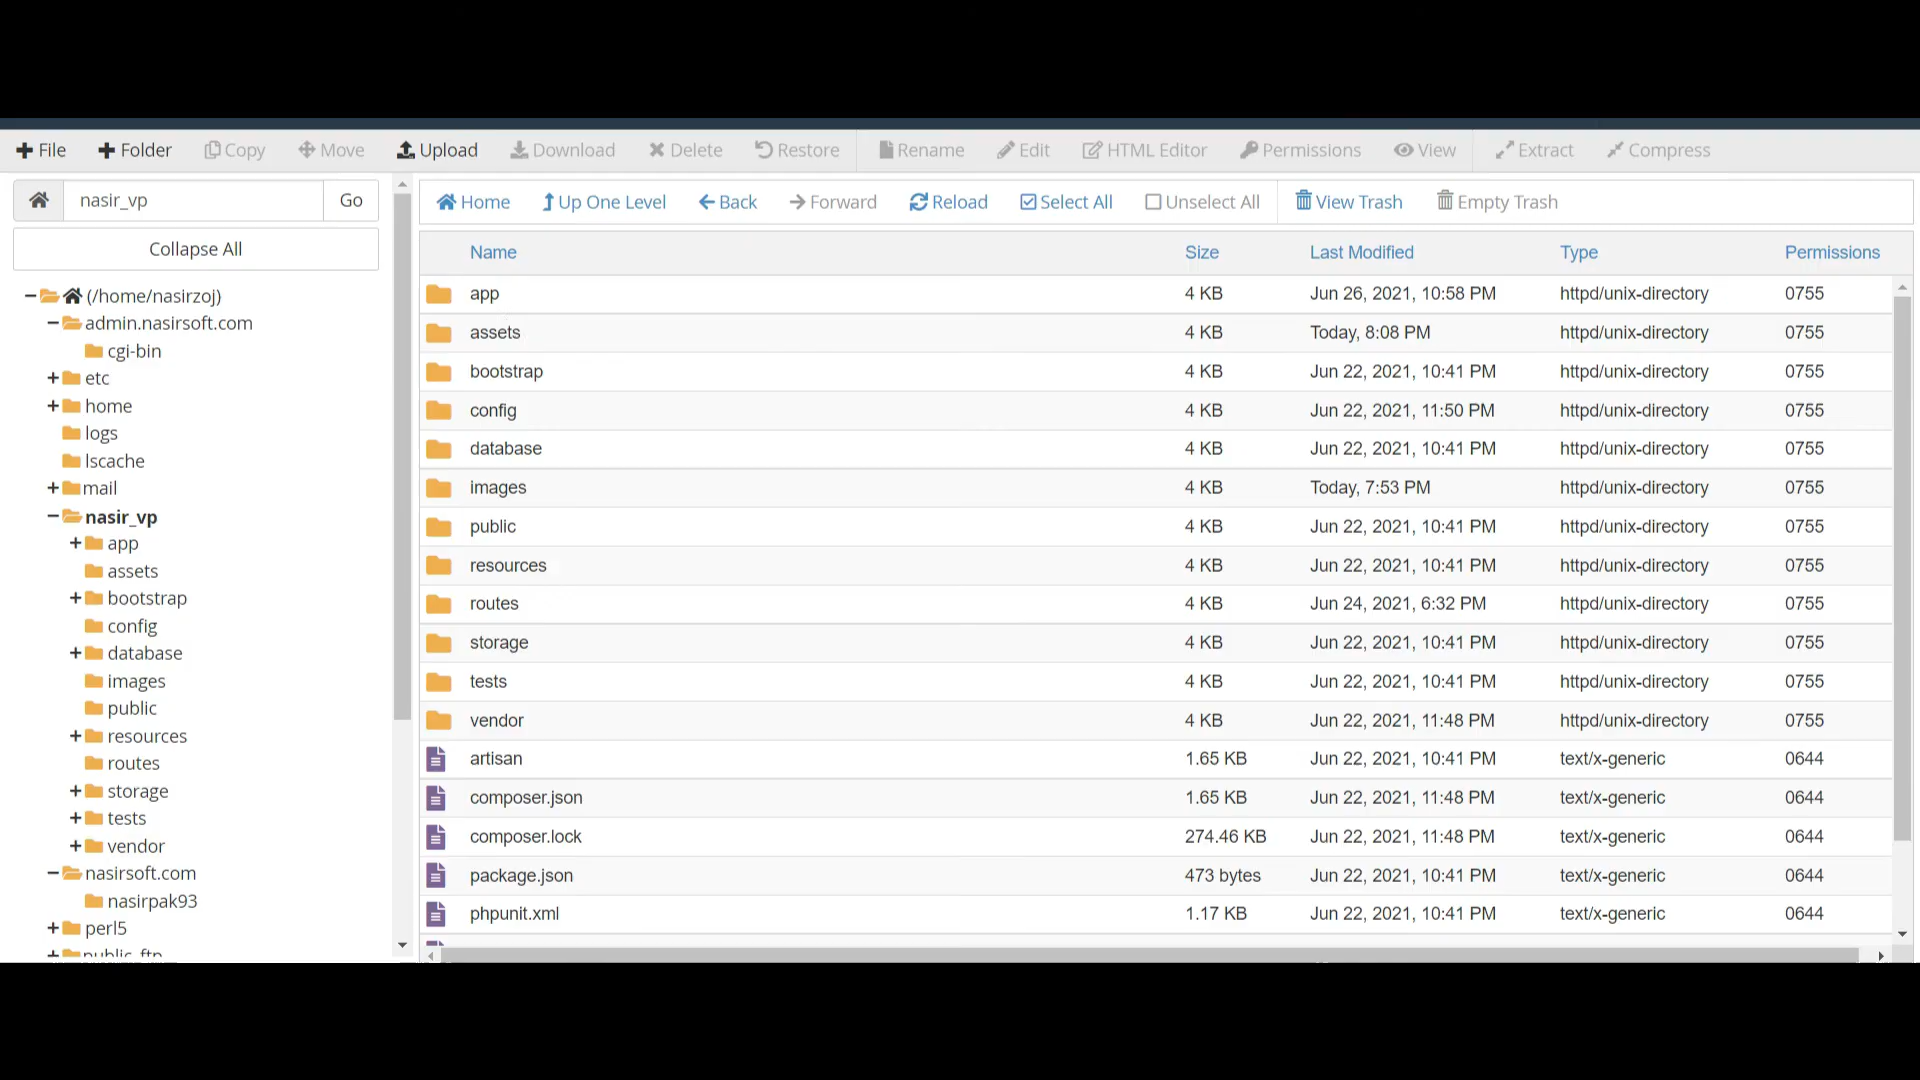 File Folder Copy Move Upload Download Delete Restore Rename Edit HTML Editor Permissions View Extract Compress
nasir_vp Go
Collapse All
(/home/nasirzoj)
admin.nasirsoft.com
cgi-bin
etc
home
logs
lscache
mail
nasir_vp
app
assets
bootstrap
config
database
images
public
resources
routes
storage
tests
vendor
nasirsoft.com
nasirpak93
perl5
public_ftp
Home Up One Level Back Forward Reload Select All Unselect All View Trash Empty Trash
Name Size Last Modified Type Permissions
app 4 KB Jun 26, 2021, 10:58 PM httpd/unix-directory 0755
assets 4 KB Today, 8:08 PM httpd/unix-directory 0755
bootstrap 4 KB Jun 22, 2021, 10:41 PM httpd/unix-directory 0755
config 4 KB Jun 22, 2021, 11:50 PM httpd/unix-directory 0755
database 4 KB Jun 22, 2021, 10:41 PM httpd/unix-directory 0755
images 4 KB Today, 7:53 PM httpd/unix-directory 0755
public 4 KB Jun 22, 2021, 10:41 PM httpd/unix-directory 0755
resources 4 KB Jun 22, 2021, 10:41 PM httpd/unix-directory 0755
routes 4 KB Jun 24, 2021, 6:32 PM httpd/unix-directory 0755
storage 4 KB Jun 22, 2021, 10:41 PM httpd/unix-directory 0755
tests 4 KB Jun 22, 2021, 10:41 PM httpd/unix-directory 0755
vendor 4 KB Jun 22, 2021, 11:48 PM httpd/unix-directory 0755
artisan 1.65 KB Jun 22, 2021, 10:41 PM text/x-generic 0644
composer.json 1.65 KB Jun 22, 2021, 11:48 PM text/x-generic 0644
composer.lock 274.46 KB Jun 22, 2021, 11:48 PM text/x-generic 0644
package.json 473 bytes Jun 22, 2021, 10:41 PM text/x-generic 0644
phpunit.xml 1.17 KB Jun 22, 2021, 10:41 PM text/x-generic 0644